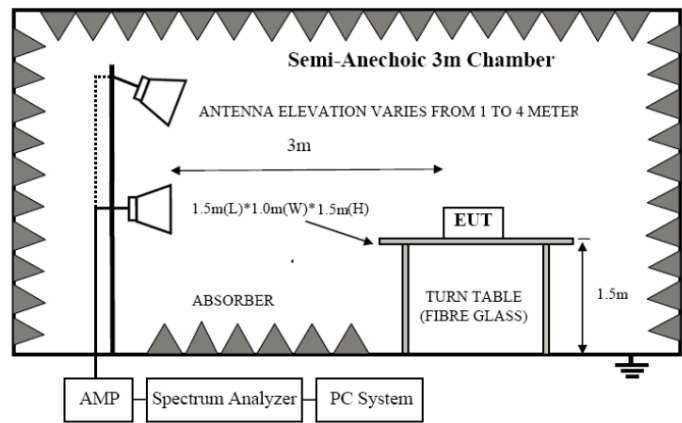 Semi-Anechoic 3m Chamber
ANTENNA ELEVATION VARIES FROM 1 TO 4 METER
3m
1.5m(L)*1.0m(W)*1.5m(H)
EUT
1.5m
ABSORBER
TURN TABLE
(FIBRE GLASS)
AMP
Spectrum Analyzer
PC System